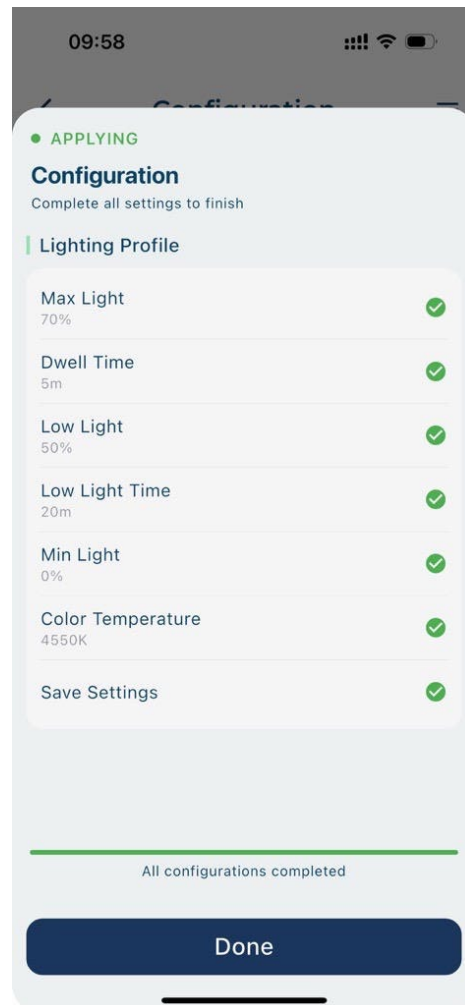 09:58
Configuration
APPLYING
Configuration
Complete all settings to finish
Lighting Profile
Max Light
70%
Dwell Time
5m
Low Light
50%
Low Light Time
20m
Min Light
0%
Color Temperature
4550K
Save Settings
All configurations completed
Done